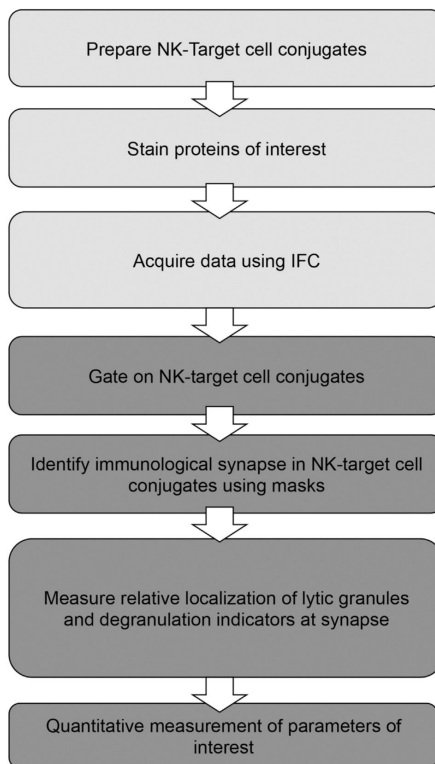 Prepare NK-Target cell conjugates
Stain proteins of interest
Acquire data using IFC
Gate on NK-target cell conjugates
Identify immunological synapse in NK-target cell
conjugates using masks
Measure relative localization of lytic granules
and degranulation indicators at synapse
Quantitative measurement of parameters of
interest